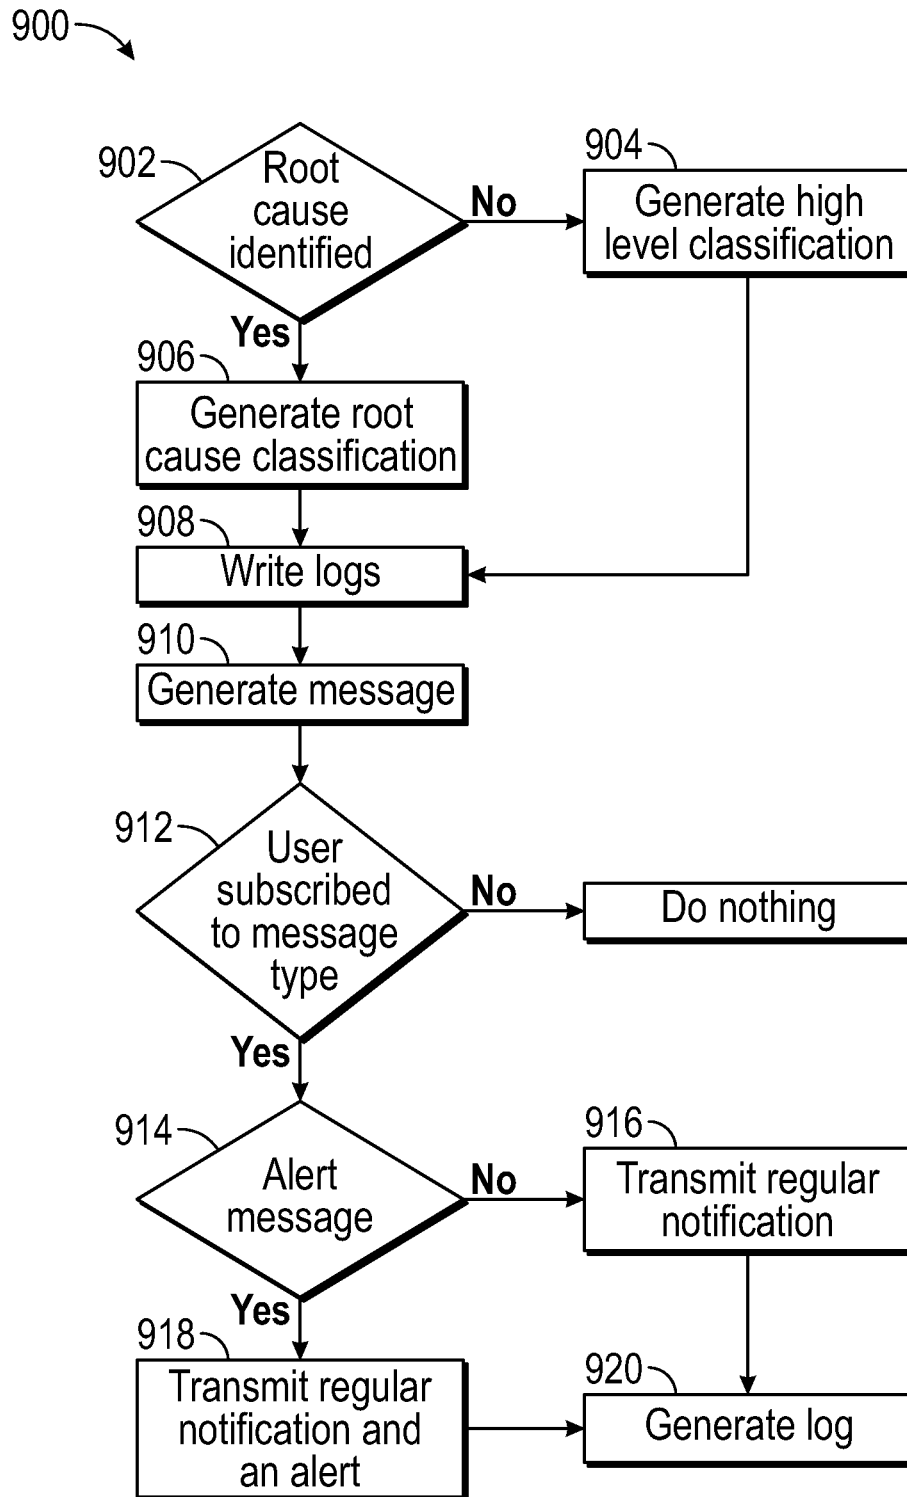 900
902
Root
cause
identified
No
904
Generate high
level classification
Yes
906
Generate root
cause classification
908
Write logs
910
Generate message
912
User
subscribed
to message
type
No
Do nothing
Yes
914
Alert
message
No
916
Transmit regular
notification
Yes
918
Transmit regular
notification and
an alert
920
Generate log